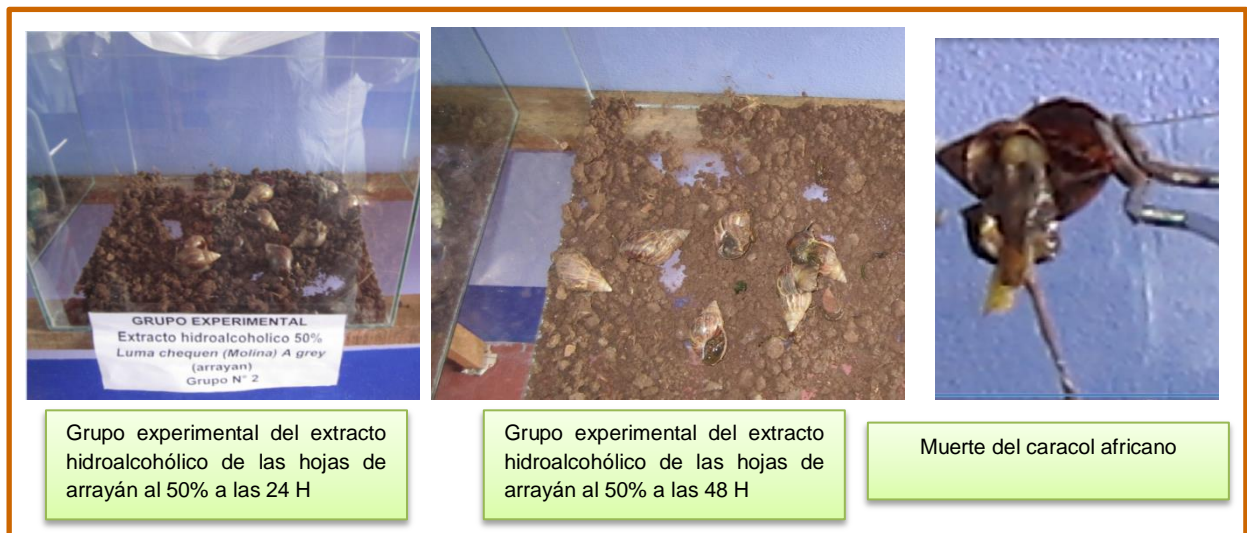 GRUPO EXPERIMENTAL
Extracto hidroalcoholico 50%
Luma chequen (Molina) A grey
(arrayan)
Grupo N° 2
Grupo experimental del extracto
hidroalcohólico de las hojas de
arrayán al 50% a las 24 H
Grupo experimental del extracto
hidroalcohólico de las hojas de
arrayán al 50% a las 48 H
Muerte del caracol africano